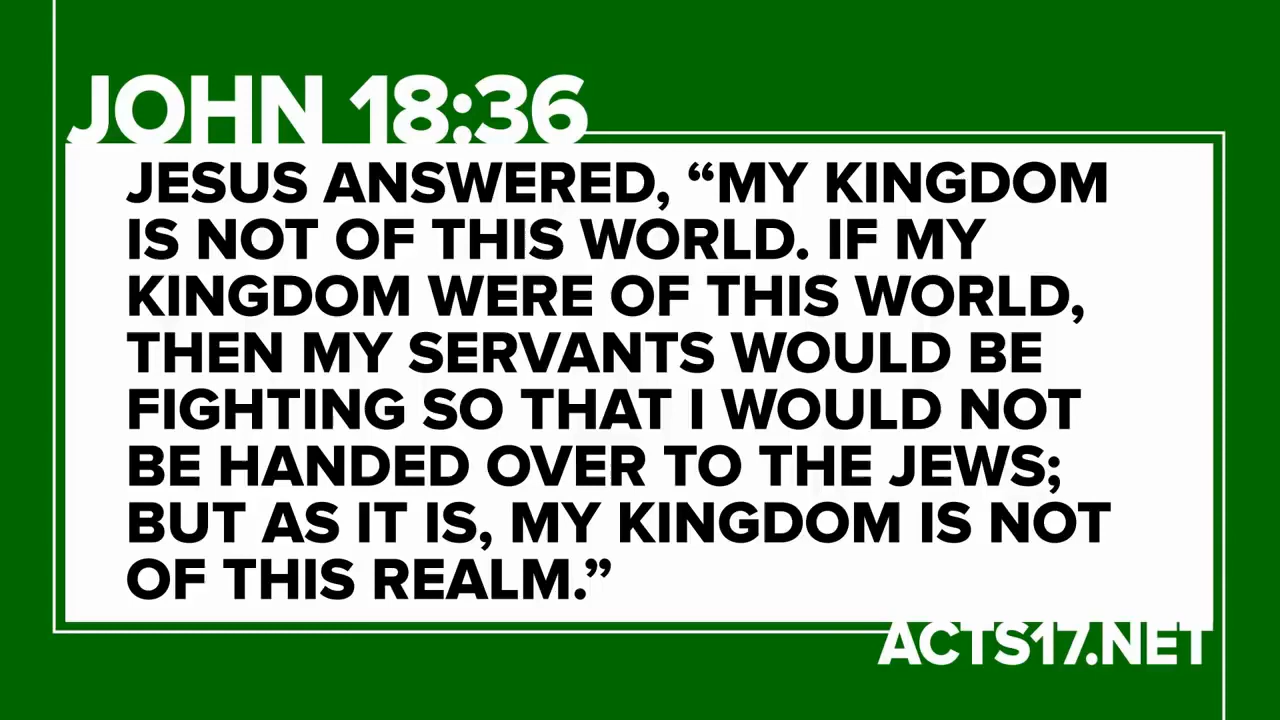 JOHN 18:36
JESUS ANSWERED, “MY KINGDOM
IS NOT OF THIS WORLD. IF MY
KINGDOM WERE OF THIS WORLD,
THEN MY SERVANTS WOULD BE
FIGHTING SO THAT I WOULD NOT
BE HANDED OVER TO THE JEWS;
BUT AS IT IS, MY KINGDOM IS NOT
OF THIS REALM.”
ACTS17.NET